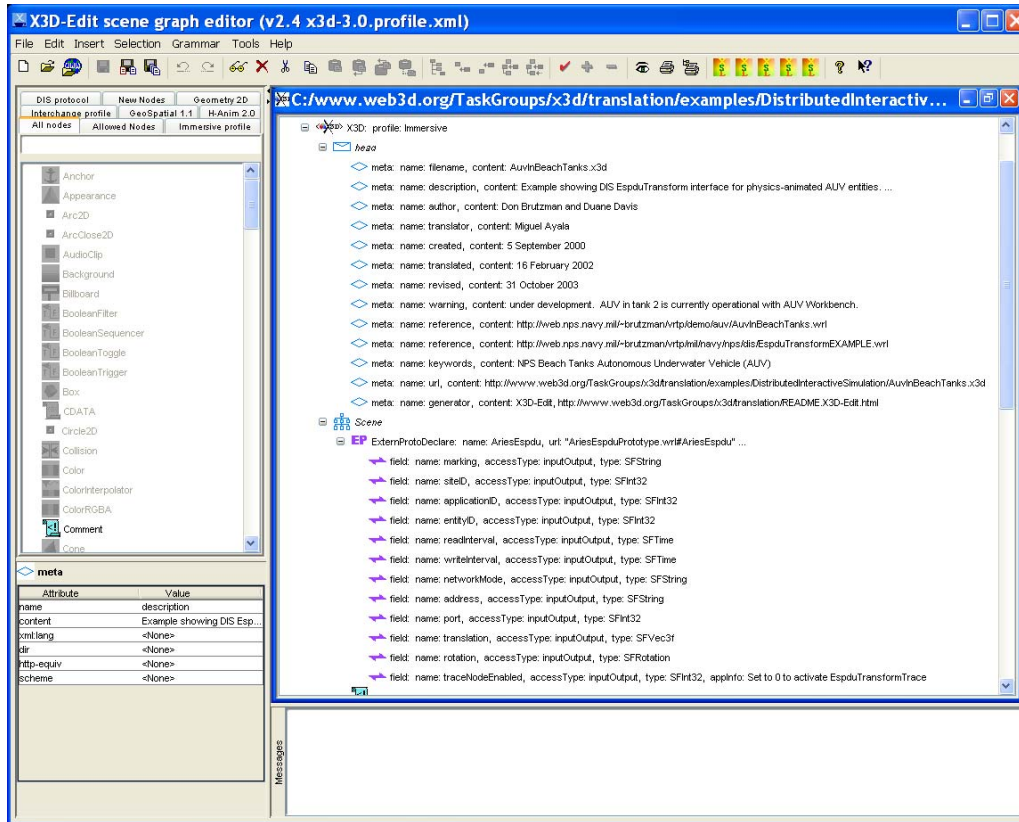 X3D-Edit scene graph editor (v2.4 x3d-3.0.profile.xml)
File Edit Insert Selection Grammar Tools Help
DIS protocol New Nodes Geometry 2D
Interchange profile GeoSpatial 1.1 H-Anim 2.0
All nodes Allowed Nodes Immersive profile
Anchor
Appearance
Arc2D
ArcClose2D
AudioClip
Background
Billboard
BooleanFilter
BooleanSequencer
BooleanToggle
BooleanTrigger
Box
CDATA
Circle2D
Collision
Color
ColorInterpolator
ColorRGBA
Comment
Cone
meta
Attribute Value
name description
content Example showing DIS Esp...
xml:lang <None>
dir <None>
http-equiv <None>
scheme <None>
C:/www.web3d.org/TaskGroups/x3d/translation/examples/DistributedInteractiv...
X3D: profile: Immersive
head
meta: name: filename, content: AuvInBeachTanks.x3d
meta: name: description, content: Example showing DIS EspduTransform interface for physics-animated AUV entities. ...
meta: name: author, content: Don Brutzman and Duane Davis
meta: name: translator, content: Miguel Ayala
meta: name: created, content: 5 September 2000
meta: name: translated, content: 16 February 2002
meta: name: revised, content: 31 October 2003
meta: name: warning, content: under development. AUV in tank 2 is currently operational with AUV Workbench.
meta: name: reference, content: http://web.nps.navy.mil/~brutzman/vrtp/demo/auv/AuvInBeachTanks.wrl
meta: name: reference, content: http://web.nps.navy.mil/~brutzman/vrtp/mil/navy/nps/dis/EspduTransformEXAMPLE.wrl
meta: name: keywords, content: NPS Beach Tanks Autonomous Underwater Vehicle (AUV)
meta: name: url, content: http://www.web3d.org/TaskGroups/x3d/translation/examples/DistributedInteractiveSimulation/AuvInBeachTanks.x3d
meta: name: generator, content: X3D-Edit, http://www.web3d.org/TaskGroups/x3d/translation/README.X3D-Edit.html
Scene
EP ExternProtoDeclare: name: AriesEspdu, url: "AriesEspduPrototype.wrl#AriesEspdu" ...
field: name: marking, accessType: inputOutput, type: SFString
field: name: siteID, accessType: inputOutput, type: SFInt32
field: name: applicationID, accessType: inputOutput, type: SFInt32
field: name: entityID, accessType: inputOutput, type: SFInt32
field: name: readInterval, accessType: inputOutput, type: SFTime
field: name: writeInterval, accessType: inputOutput, type: SFTime
field: name: networkMode, accessType: inputOutput, type: SFString
field: name: address, accessType: inputOutput, type: SFString
field: name: port, accessType: inputOutput, type: SFInt32
field: name: translation, accessType: inputOutput, type: SFVec3f
field: name: rotation, accessType: inputOutput, type: SFRotation
field: name: traceNodeEnabled, accessType: inputOutput, type: SFInt32, appInfo: Set to 0 to activate EspduTransformTrace
Messages